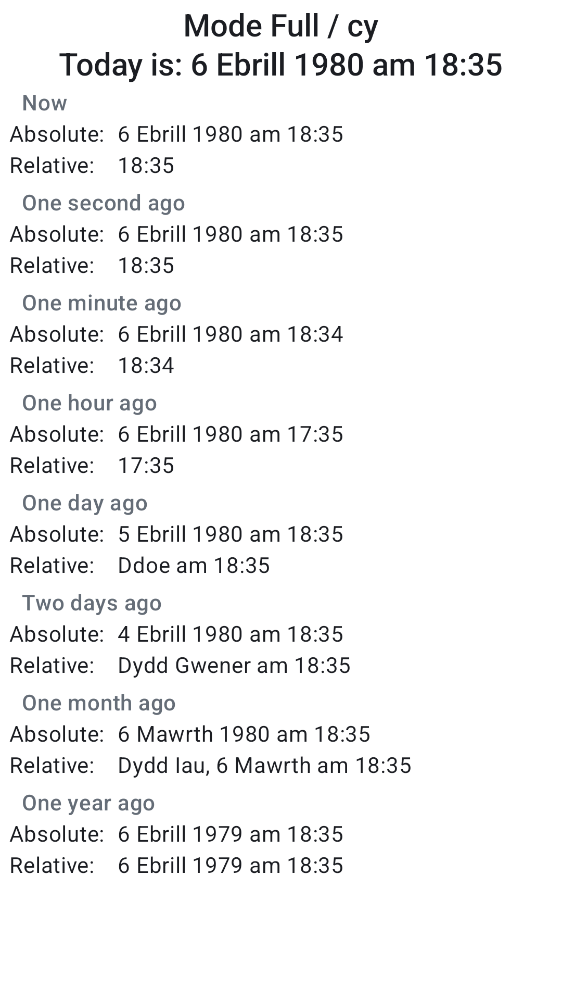 Mode Full / cy
Today is: 6 Ebrill 1980 am 18:35
Now
Absolute: 6 Ebrill 1980 am 18:35
Relative: 18:35
One second ago
Absolute: 6 Ebrill 1980 am 18:35
Relative: 18:35
One minute ago
Absolute: 6 Ebrill 1980 am 18:34
Relative: 18:34
One hour ago
Absolute: 6 Ebrill 1980 am 17:35
Relative: 17:35
One day ago
Absolute: 5 Ebrill 1980 am 18:35
Relative: Ddoe am 18:35
Two days ago
Absolute: 4 Ebrill 1980 am 18:35
Relative: Dydd Gwener am 18:35
One month ago
Absolute: 6 Mawrth 1980 am 18:35
Relative: Dydd Iau, 6 Mawrth am 18:35
One year ago
Absolute: 6 Ebrill 1979 am 18:35
Relative: 6 Ebrill 1979 am 18:35